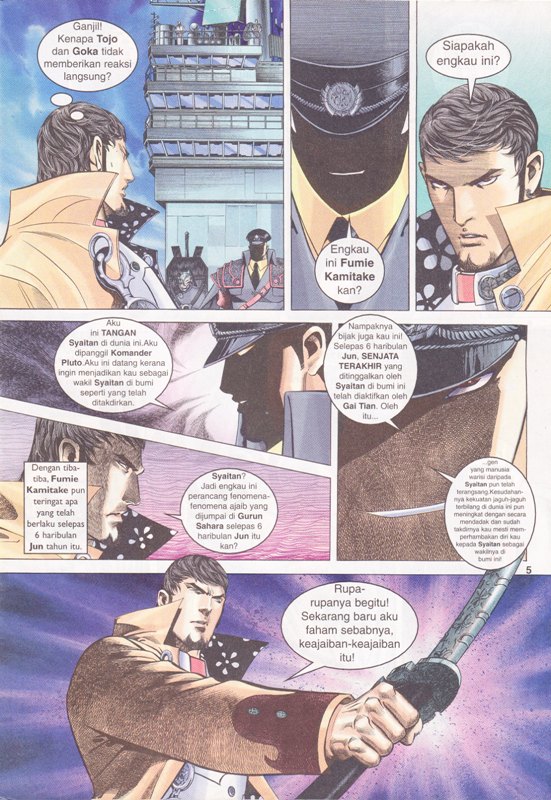 Ganjil!
Kenapa Tojo
dan Goka tidak
memberikan reaksi
langsung?
Engkau
ini Fumie
Kamitake
kan?
Siapakah
engkau ini?
Aku
ini TANGAN
Syaitan di dunia ini.Aku
dipanggil Komander
Pluto.Aku ini datang kerana
ingin menjadikan kau sebagai
wakil Syaitan di bumi
seperti yang telah
ditakdirkan.
Nampaknya
bijak juga kau ini!
Selepas 6 haribulan
Jun, SENJATA
TERAKHIR yang
ditinggalkan oleh
Syaitan di bumi ini
telah diaktifkan oleh
Gai Tian. Oleh
itu...
Dengan tiba-
tiba, Fumie
Kamitake pun
teringat apa
yang telah
berlaku selepas
6 haribulan
Jun tahun itu.
Syaitan?
Jadi engkau ini
perancang fenomena-
fenomena ajaib yang
dijumpai di Gurun
Sahara selepas 6
haribulan Jun itu
kan?
...gen
yang manusia
warisi daripada
Syaitan pun telah
terangsang.Kesudahan-
nya kekuatan jaguh-jaguh
terbilang di dunia ini pun
meningkat dengan secara
mendadak dan sudah
takdirnya kau mesti mem-
perhambakan diri kau
kepada Syaitan sebagai
wakilnya di
bumi ini!
5
Rupa-
rupanya begitu!
Sekarang baru aku
faham sebabnya,
keajaiban-keajaiban
itu!